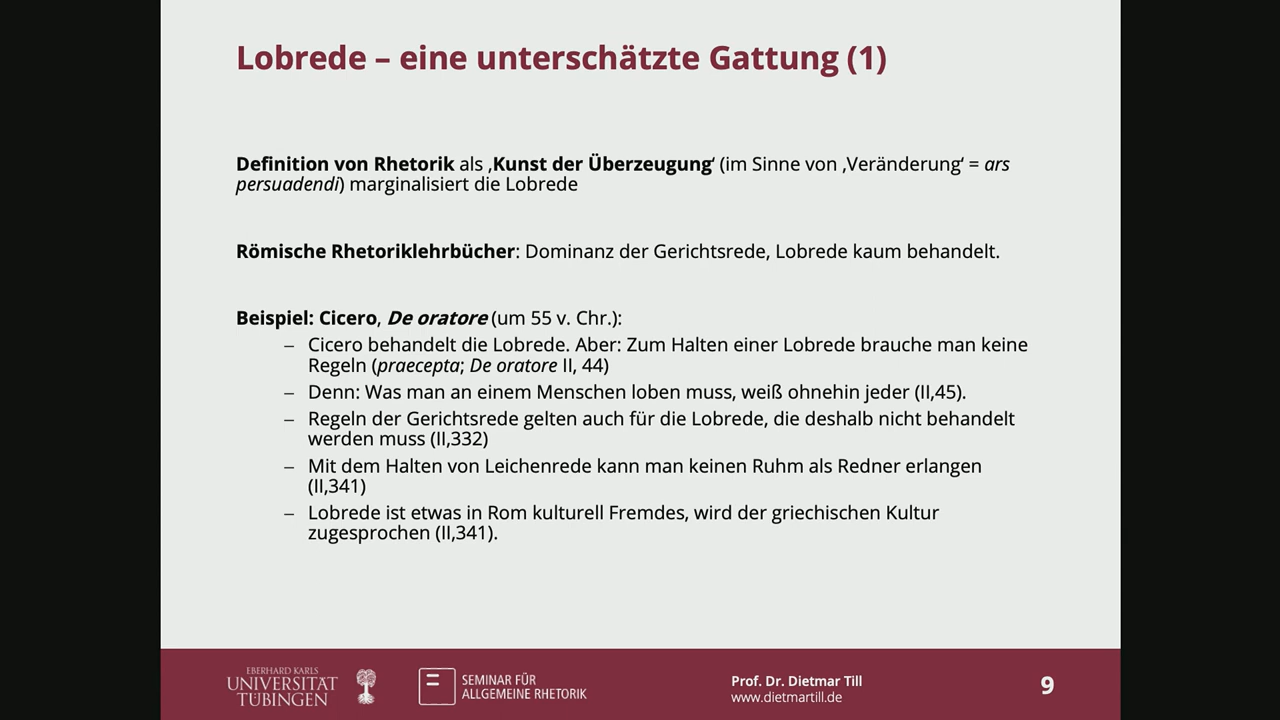 Lobrede – eine unterschätzte Gattung (1)
Definition von Rhetorik als ‚Kunst der Überzeugung‘ (im Sinne von ‚Veränderung‘ = ars
persuadendi) marginalisiert die Lobrede
Römische Rhetoriklehrbücher: Dominanz der Gerichtsrede, Lobrede kaum behandelt.
Beispiel: Cicero, De oratore (um 55 v. Chr.):
– Cicero behandelt die Lobrede. Aber: Zum Halten einer Lobrede brauche man keine
Regeln (praecepta; De oratore II, 44)
– Denn: Was man an einem Menschen loben muss, weiß ohnehin jeder (II,45).
– Regeln der Gerichtsrede gelten auch für die Lobrede, die deshalb nicht behandelt
werden muss (II,332)
– Mit dem Halten von Leichenrede kann man keinen Ruhm als Redner erlangen
(II,341)
– Lobrede ist etwas in Rom kulturell Fremdes, wird der griechischen Kultur
zugesprochen (II,341).
EBERHARD KARLS
UNIVERSITÄT
TÜBINGEN
SEMINAR FÜR
ALLGEMEINE RHETORIK
Prof. Dr. Dietmar Till
www.dietmartill.de
9